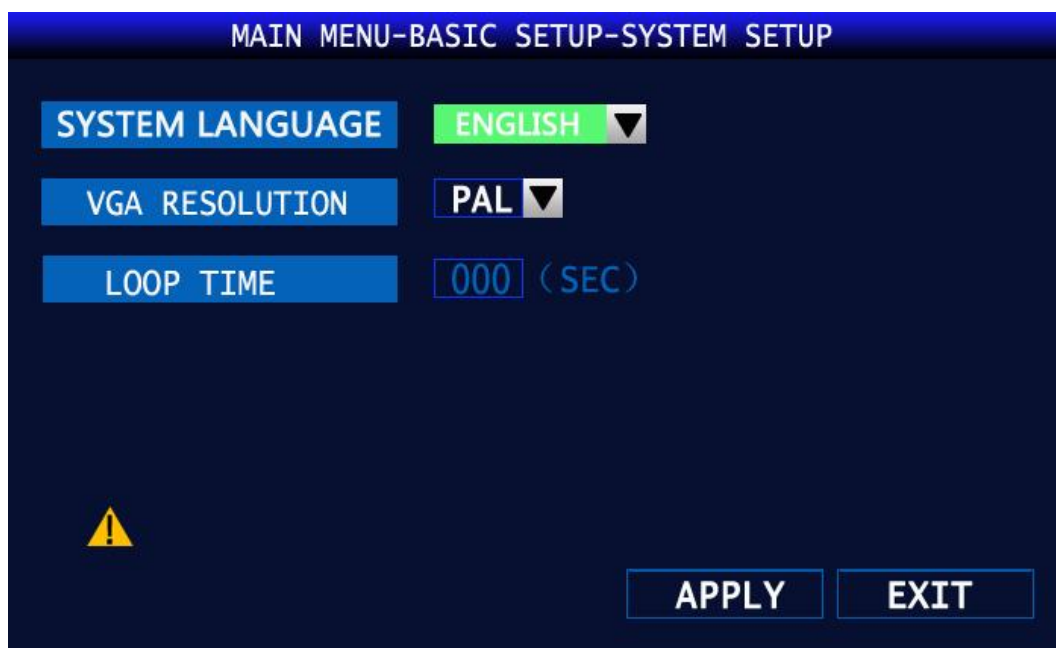 MAIN MENU-BASIC SETUP-SYSTEM SETUP
SYSTEM LANGUAGE ENGLISH
VGA RESOLUTION PAL
LOOP TIME 000 (SEC)
APPLY EXIT